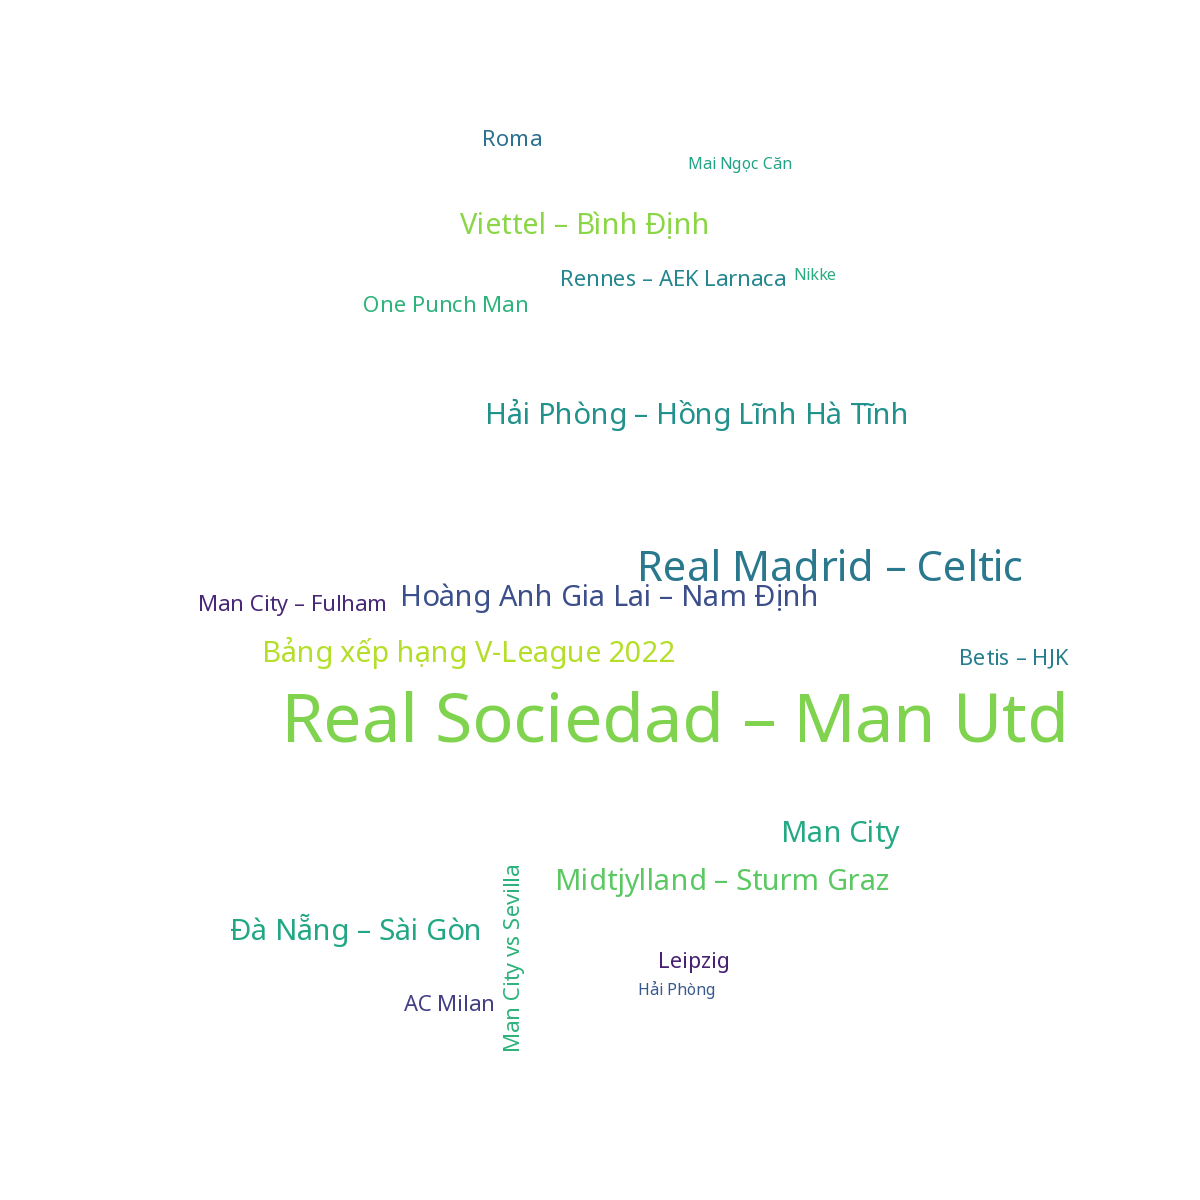 Roma
Mai Ngọc Căn
Viettel – Bình Định
Rennes – AEK Larnaca
Nikke
One Punch Man
Hải Phòng – Hồng Lĩnh Hà Tĩnh
Real Madrid – Celtic
Man City – Fulham
Hoàng Anh Gia Lai – Nam Định
Bảng xếp hạng V-League 2022
Betis – HJK
Real Sociedad – Man Utd
Man City
Midtjylland – Sturm Graz
Man City vs Sevilla
Đà Nẵng – Sài Gòn
Leipzig
Hải Phòng
AC Milan